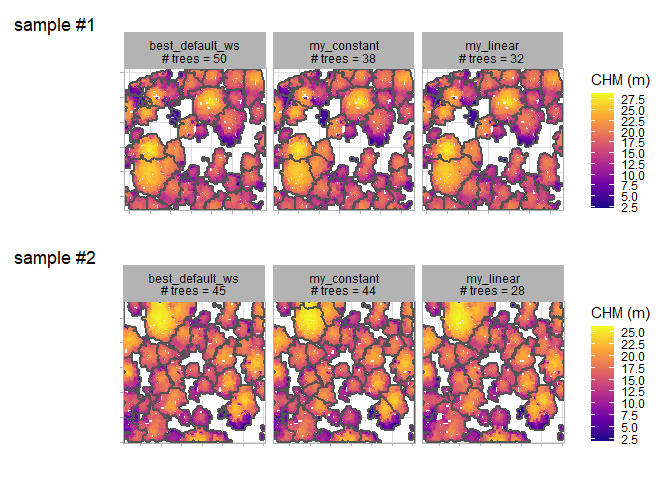 sample #1
best_default_ws
# trees = 50
my_constant
# trees = 38
my_linear
# trees = 32
CHM (m)
27.5
25.0
22.5
20.0
17.5
15.0
12.5
10.0
7.5
5.0
2.5
sample #2
best_default_ws
# trees = 45
my_constant
# trees = 44
my_linear
# trees = 28
CHM (m)
25.0
22.5
20.0
17.5
15.0
12.5
10.0
7.5
5.0
2.5